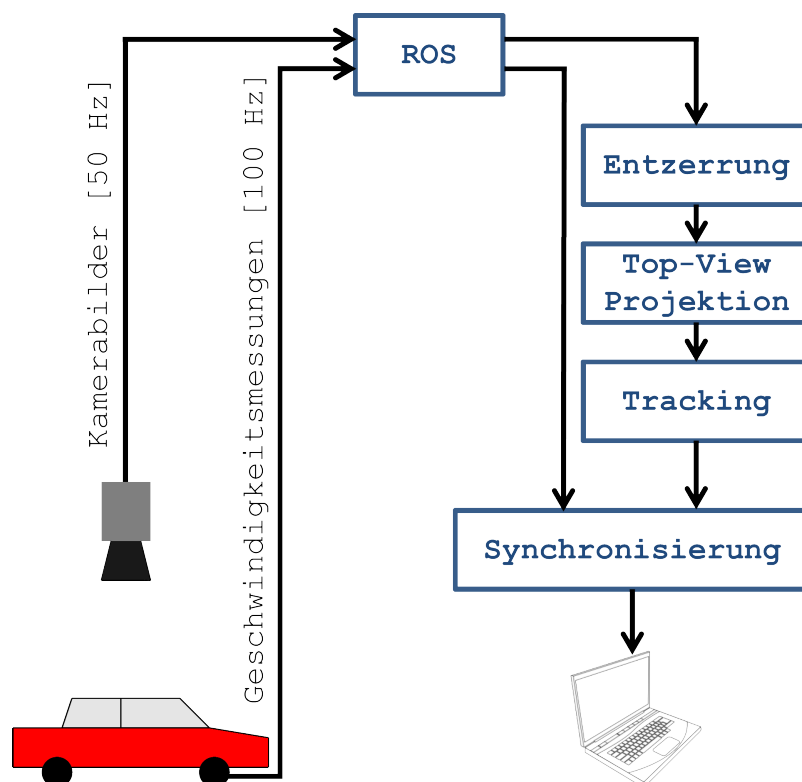 ROS
Kamerabilder [50 Hz]
Geschwindigkeitsmessungen [100 Hz]
Entzerrung
Top-View
Projektion
Tracking
Synchronisierung